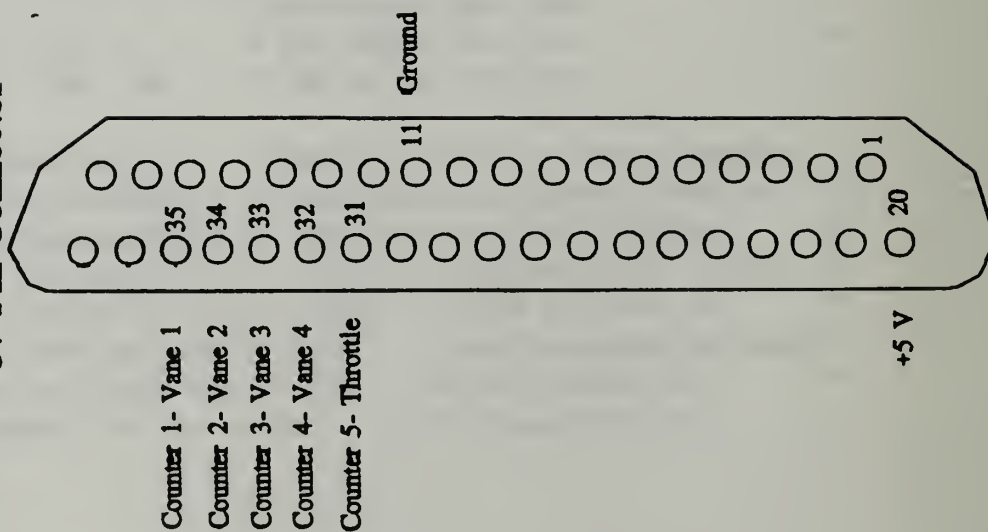 Counter 1- Vane 1
Counter 2- Vane 2
Counter 3- Vane 3
Counter 4- Vane 4
Counter 5- Throttle
+5 V
35
34
33
32
31
20
11
1
Ground